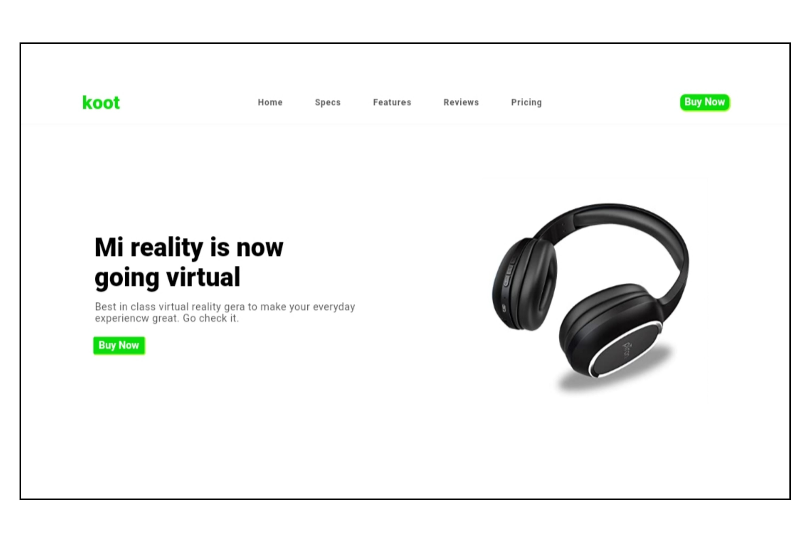 koot
Home Specs Features Reviews Pricing
Buy Now
Mi reality is now
going virtual
Best in class virtual reality gera to make your everyday
experiencw great. Go check it.
Buy Now